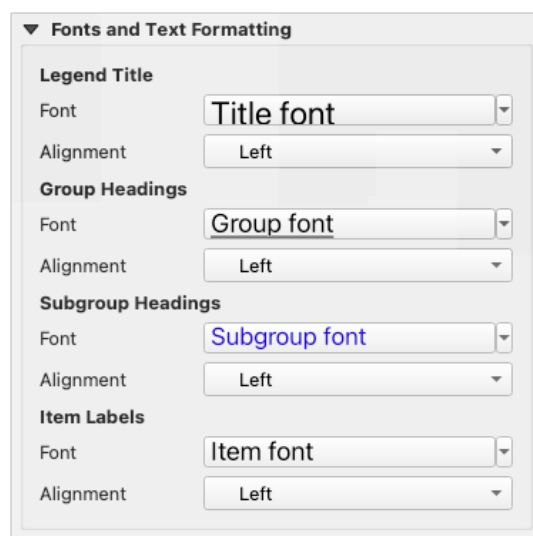 Fonts and Text Formatting
Legend Title
Font Title font
Alignment Left
Group Headings
Font Group font
Alignment Left
Subgroup Headings
Font Subgroup font
Alignment Left
Item Labels
Font Item font
Alignment Left